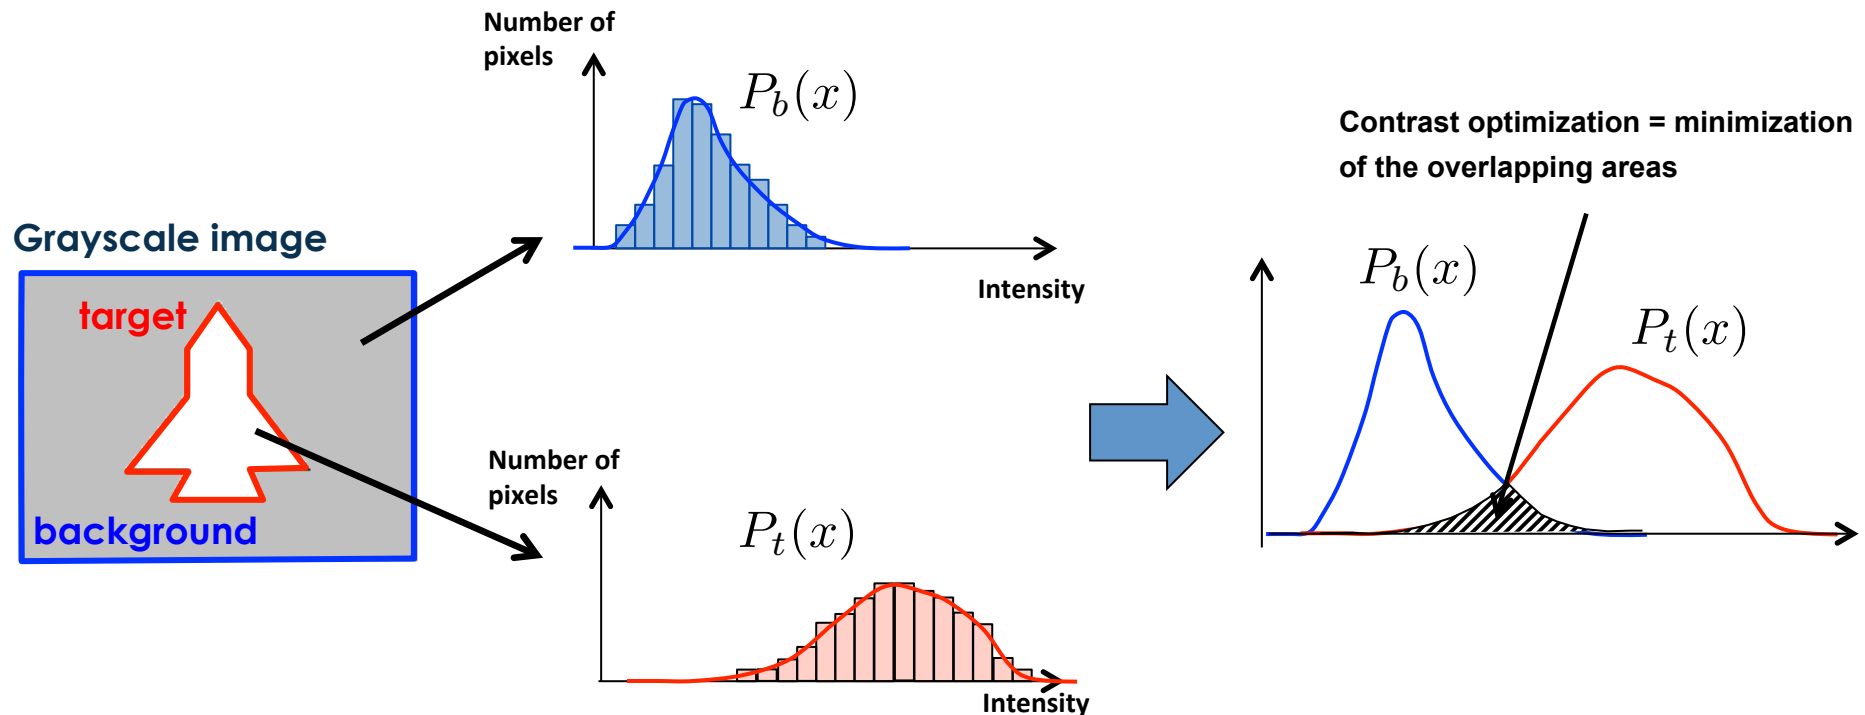 Grayscale image
target
background
Number of
pixels
P_b(x)
Intensity
Number of
pixels
P_t(x)
Intensity
Contrast optimization = minimization
of the overlapping areas
P_b(x)
P_t(x)